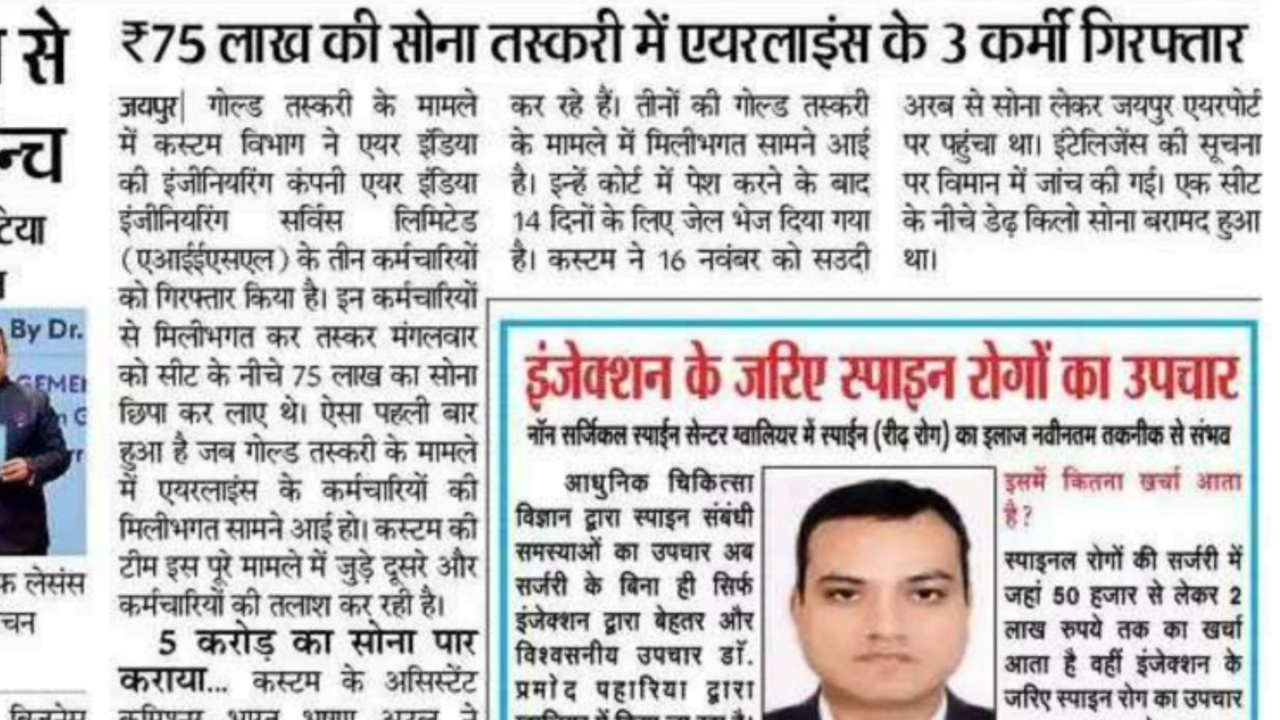 से
न्च
टिया
By Dr.
GEMEN
फ लेसंस
चन
₹75 लाख की सोना तस्करी में एयरलाइंस के 3 कर्मी गिरफ्तार
जयपुर| गोल्ड तस्करी के मामले
में कस्टम विभाग ने एयर इंडिया
की इंजीनियरिंग कंपनी एयर इंडिया
इंजीनियरिंग सर्विस लिमिटेड
(एआईईएसएल) के तीन कर्मचारियों
को गिरफ्तार किया है। इन कर्मचारियों
से मिलीभगत कर तस्कर मंगलवार
को सीट के नीचे 75 लाख का सोना
छिपा कर लाए थे। ऐसा पहली बार
हुआ है जब गोल्ड तस्करी के मामले
में एयरलाइंस के कर्मचारियों की
मिलीभगत सामने आई हो। कस्टम की
टीम इस पूरे मामले में जुड़े दूसरे और
कर्मचारियों की तलाश कर रही है।
5 करोड़ का सोना पार
कराया... कस्टम के असिस्टेंट
कर रहे हैं। तीनों की गोल्ड तस्करी
के मामले में मिलीभगत सामने आई
है। इन्हें कोर्ट में पेश करने के बाद
14 दिनों के लिए जेल भेज दिया गया
है। कस्टम ने 16 नवंबर को सउदी
अरब से सोना लेकर जयपुर एयरपोर्ट
पर पहुंचा था। इंटेलिजेंस की सूचना
पर विमान में जांच की गई। एक सीट
के नीचे डेढ़ किलो सोना बरामद हुआ
था।
इंजेक्शन के जरिए स्पाइन रोगों का उपचार
नॉन सर्जिकल स्पाईन सेन्टर ग्वालियर में स्पाईन (रीढ़ रोग) का इलाज नवीनतम तकनीक से संभव
आधुनिक चिकित्सा
विज्ञान द्वारा स्पाइन संबंधी
समस्याओं का उपचार अब
सर्जरी के बिना ही सिर्फ
इंजेक्शन द्वारा बेहतर और
विश्वसनीय उपचार डॉ.
प्रमोद पहारिया द्वारा
इसमें कितना खर्चा आता
है?
स्पाइनल रोगों की सर्जरी में
जहां 50 हजार से लेकर 2
लाख रुपये तक का खर्चा
आता है वहीं इंजेक्शन के
जरिए स्पाइन रोग का उपचार